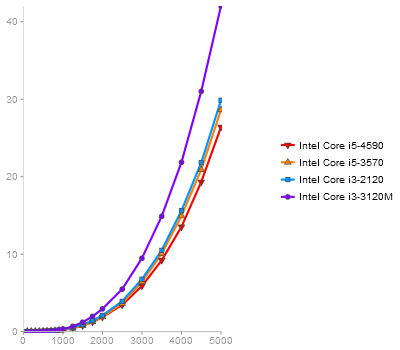 40
30
20
10
0
0 1000 2000 3000 4000 5000
Intel Core i5-4590
Intel Core i5-3570
Intel Core i3-2120
Intel Core i3-3120M